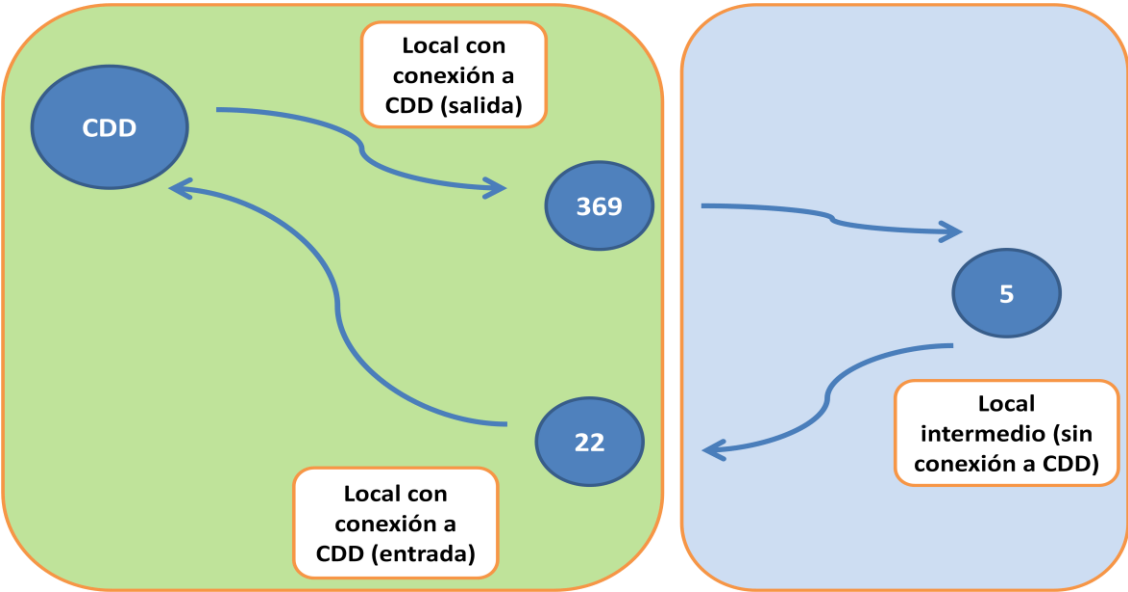 Local con
conexión a
CDD (salida)
CDD
369
5
Local
intermedio (sin
conexión a CDD)
22
Local con
conexión a
CDD (entrada)